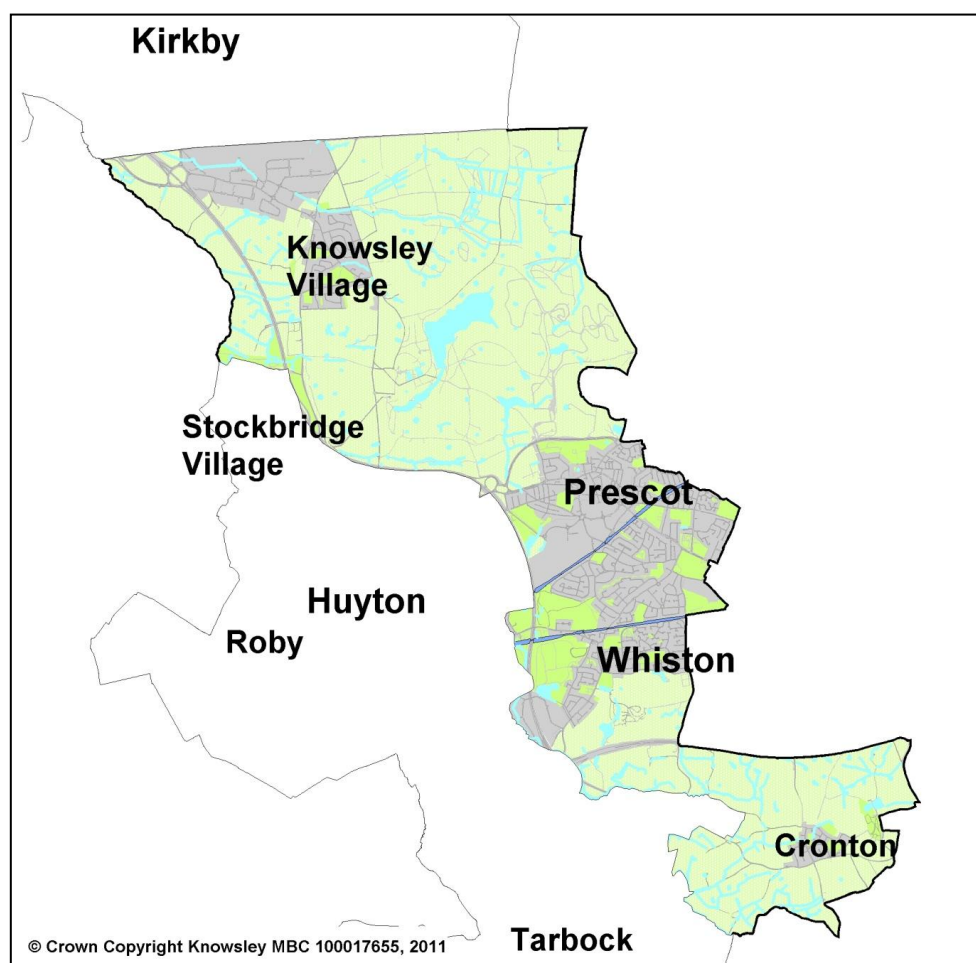 Kirkby
Knowsley
Village
Stockbridge
Village
Prescot
Huyton
Roby
Whiston
Cronton
Tarbock
© Crown Copyright Knowsley MBC 100017655, 2011